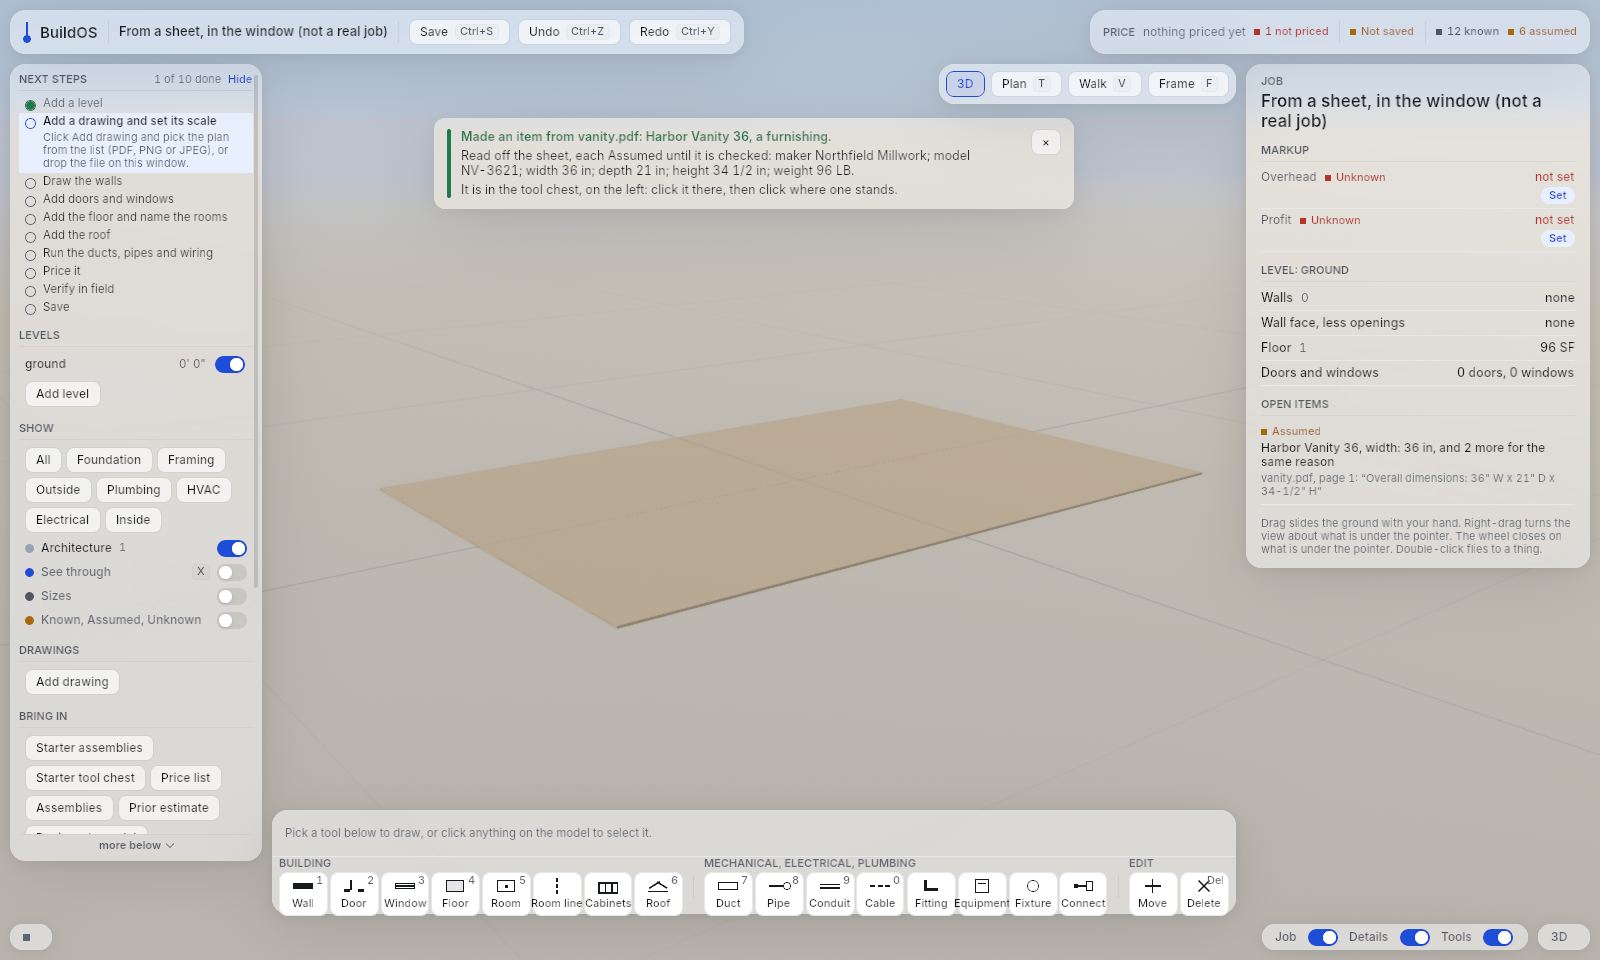 BuildOS
From a sheet, in the window (not a real job)
Save Ctrl+S
Undo Ctrl+Z
Redo Ctrl+Y
PRICE nothing priced yet 1 not priced
Not saved
12 known 6 assumed
NEXT STEPS 1 of 10 done Hide
Add a level
Add a drawing and set its scale
Click Add drawing and pick the plan
from the list (PDF, PNG or JPEG), or
drop the file on this window.
Draw the walls
Add doors and windows
Add the floor and name the rooms
Add the roof
Run the ducts, pipes and wiring
Price it
Verify in field
Save
LEVELS
ground 0' 0"
Add level
SHOW
All Foundation Framing
Outside Plumbing HVAC
Electrical Inside
Architecture 1
See through X
Sizes
Known, Assumed, Unknown
DRAWINGS
Add drawing
BRING IN
Starter assemblies
Starter tool chest Price list
Assemblies Prior estimate
more below
3D Plan T Walk V Frame F
Made an item from vanity.pdf: Harbor Vanity 36, a furnishing.
×
Read off the sheet, each Assumed until it is checked: maker Northfield Millwork; model
NV-3621; width 36 in; depth 21 in; height 34 1/2 in; weight 96 LB.
It is in the tool chest, on the left: click it there, then click where one stands.
JOB
From a sheet, in the window (not a
real job)
MARKUP
Overhead Unknown not set
Set
Profit Unknown not set
Set
LEVEL: GROUND
Walls 0 none
Wall face, less openings none
Floor 1 96 SF
Doors and windows 0 doors, 0 windows
OPEN ITEMS
Assumed
Harbor Vanity 36, width: 36 in, and 2 more for the
same reason
vanity.pdf, page 1: “Overall dimensions: 36" W x 21" D x
34-1/2" H”
Drag slides the ground with your hand. Right-drag turns the
view about what is under the pointer. The wheel closes on
what is under the pointer. Double-click flies to a thing.
Pick a tool below to draw, or click anything on the model to select it.
BUILDING
1 Wall
2 Door
3 Window
4 Floor
5 Room
Room line
Cabinets
6 Roof
MECHANICAL, ELECTRICAL, PLUMBING
7 Duct
8 Pipe
9 Conduit
0 Cable
Fitting
Equipment
Fixture
Connect
EDIT
Move
Del Delete
Job Details Tools
3D